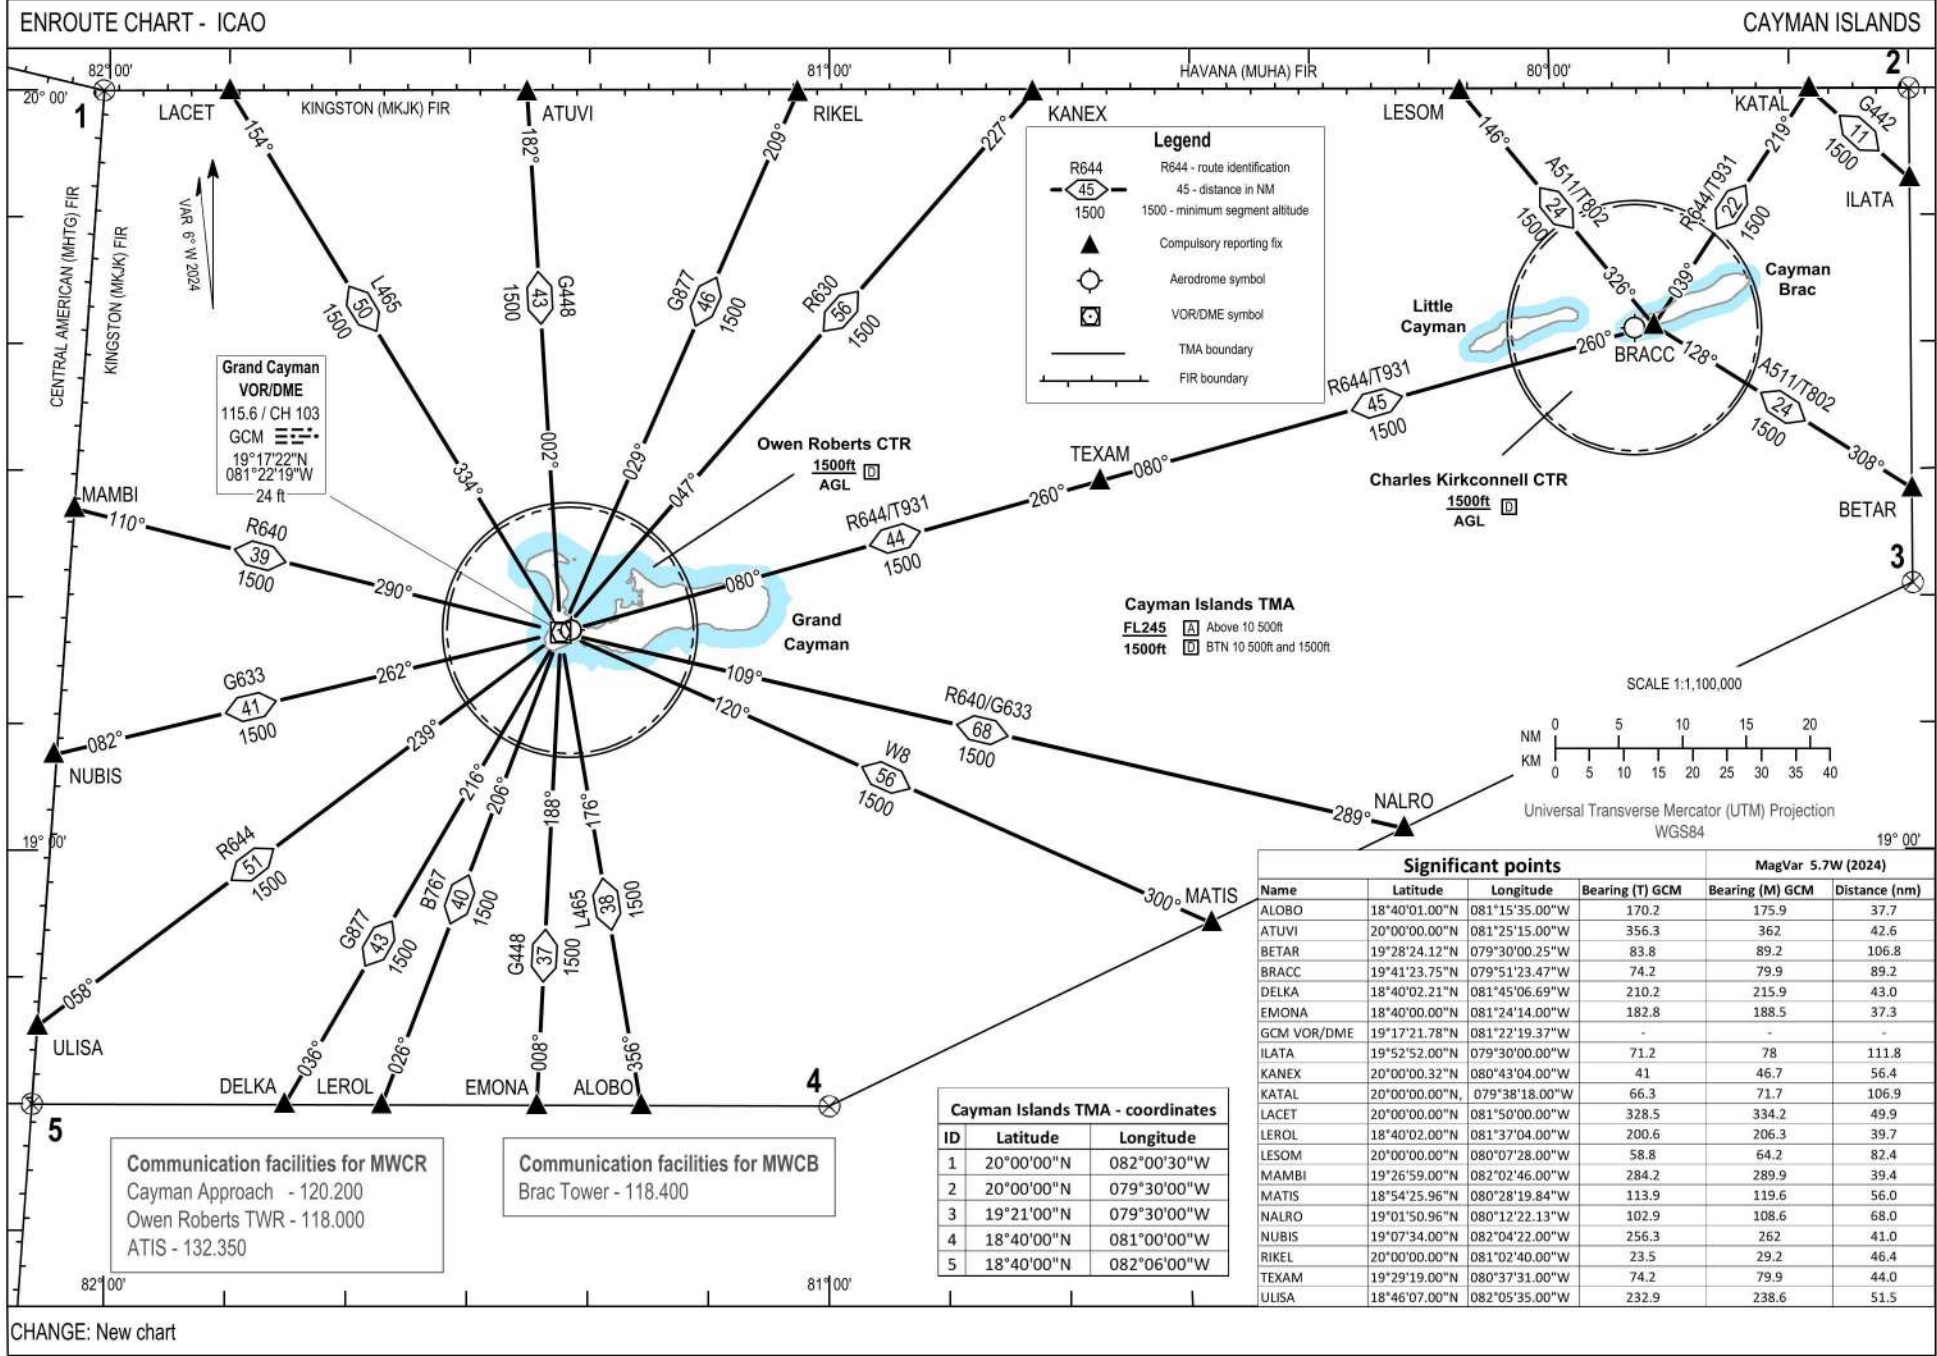 ENROUTE CHART - ICAO
CAYMAN ISLANDS
82° 00'
81° 00'
HAVANA (MUHA) FIR
80° 00'
2
20° 00'
1
LACET
KINGSTON (MKJK) FIR
ATUVI
RIKEL
KANEX
LESOM
KATAL
G442
11
1500
ILATA
154°
182°
209°
227°
146°
219°
CENTRAL AMERICAN (MHTG) FIR
KINGSTON (MKJK) FIR
VAR 6° W 2024
Legend
R644
45
1500
R644 - route identification
45 - distance in NM
1500 - minimum segment altitude
Compulsory reporting fix
Aerodrome symbol
VOR/DME symbol
TMA boundary
FIR boundary
A511/T802
24
1500
R644/T931
22
1500
326°
039°
L465
50
1500
G448
43
1500
G877
46
1500
R630
56
1500
Little
Cayman
Cayman
Brac
260°
BRACC
128°
A511/T802
24
1500
308°
BETAR
Grand Cayman
VOR/DME
115.6 / CH 103
GCM
19°17'22"N
081°22'19"W
24 ft
334°
002°
029°
047°
Owen Roberts CTR
1500ft D
AGL
TEXAM
080°
260°
R644/T931
45
1500
Charles Kirkconnell CTR
1500ft D
AGL
MAMBI
110°
R640
39
1500
290°
R644/T931
44
1500
080°
3
Grand
Cayman
Cayman Islands TMA
FL245 A Above 10 500ft
1500ft D BTN 10 500ft and 1500ft
G633
41
1500
262°
082°
NUBIS
239°
109°
120°
R640/G633
68
1500
W8
56
1500
SCALE 1:1,100,000
NM 0 5 10 15 20
KM 0 5 10 15 20 25 30 35 40
Universal Transverse Mercator (UTM) Projection
WGS84
NALRO
289°
19° 00'
19° 00'
216°
206°
188°
176°
R644
51
1500
058°
ULISA
G877
43
1500
B767
40
1500
G448
37
1500
L465
38
1500
300°
MATIS
036°
026°
008°
356°
DELKA
LEROL
EMONA
ALOBO
4
5
Significant points MagVar 5.7W (2024)
Name Latitude Longitude Bearing (T) GCM Bearing (M) GCM Distance (nm)
ALOBO 18°40'01.00"N 081°15'35.00"W 170.2 175.9 37.7
ATUVI 20°00'00.00"N 081°25'15.00"W 356.3 362 42.6
BETAR 19°28'24.12"N 079°30'00.25"W 83.8 89.2 106.8
BRACC 19°41'23.75"N 079°51'23.47"W 74.2 79.9 89.2
DELKA 18°40'02.21"N 081°45'06.69"W 210.2 215.9 43.0
EMONA 18°40'00.00"N 081°24'14.00"W 182.8 188.5 37.3
GCM VOR/DME 19°17'21.78"N 081°22'19.37"W - - -
ILATA 19°52'52.00"N 079°30'00.00"W 71.2 78 111.8
KANEX 20°00'00.32"N 080°43'04.00"W 41 46.7 56.4
KATAL 20°00'00.00"N, 079°38'18.00"W 66.3 71.7 106.9
LACET 20°00'00.00"N 081°50'00.00"W 328.5 334.2 49.9
LEROL 18°40'02.00"N 081°37'04.00"W 200.6 206.3 39.7
LESOM 20°00'00.00"N 080°07'28.00"W 58.8 64.2 82.4
MAMBI 19°26'59.00"N 082°02'46.00"W 284.2 289.9 39.4
MATIS 18°54'25.96"N 080°28'19.84"W 113.9 119.6 56.0
NALRO 19°01'50.96"N 080°12'22.13"W 102.9 108.6 68.0
NUBIS 19°07'34.00"N 082°04'22.00"W 256.3 262 41.0
RIKEL 20°00'00.00"N 081°02'40.00"W 23.5 29.2 46.4
TEXAM 19°29'19.00"N 080°37'31.00"W 74.2 79.9 44.0
ULISA 18°46'07.00"N 082°05'35.00"W 232.9 238.6 51.5
Cayman Islands TMA - coordinates
ID Latitude Longitude
1 20°00'00"N 082°00'30"W
2 20°00'00"N 079°30'00"W
3 19°21'00"N 079°30'00"W
4 18°40'00"N 081°00'00"W
5 18°40'00"N 082°06'00"W
Communication facilities for MWCR
Cayman Approach - 120.200
Owen Roberts TWR - 118.000
ATIS - 132.350
Communication facilities for MWCB
Brac Tower - 118.400
82° 00'
81° 00'
CHANGE: New chart